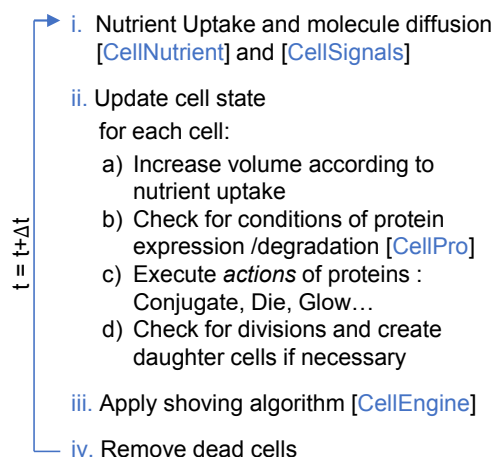 i. Nutrient Uptake and molecule diffusion
[CellNutrient] and [CellSignals]
ii. Update cell state
for each cell:
a) Increase volume according to
nutrient uptake
b) Check for conditions of protein
expression /degradation [CellPro]
c) Execute actions of proteins :
Conjugate, Die, Glow…
d) Check for divisions and create
daughter cells if necessary
iii. Apply shoving algorithm [CellEngine]
iv. Remove dead cells
t = t+Δt